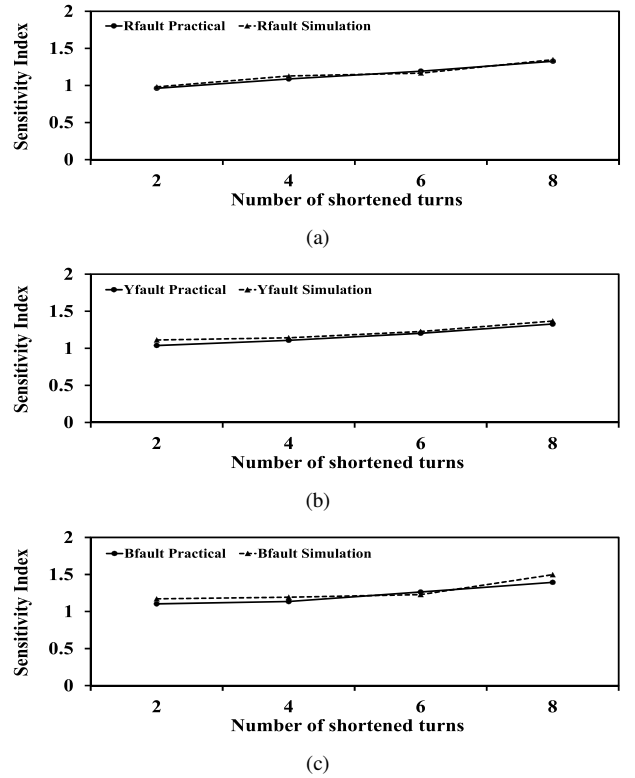 2
Rfault Practical Rfault Simulation
1.5
1
0.5
0
Sensitivity Index
2 4 6 8
Number of shortened turns
(a)
2
Yfault Practical Yfault Simulation
1.5
1
0.5
0
Sensitivity Index
2 4 6 8
Number of shortened turns
(b)
2
Bfault Practical Bfault Simulation
1.5
1
0.5
0
Sensitivity Index
2 4 6 8
Number of shortened turns
(c)